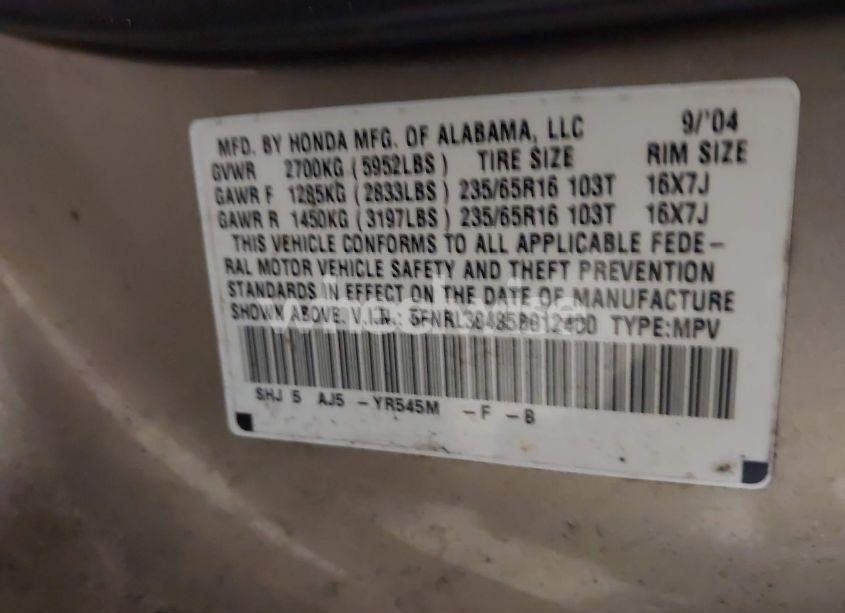 MFD. BY HONDA MFG. OF ALABAMA, LLC 9/'04
GVWR 2700KG (5952LBS) TIRE SIZE RIM SIZE
GAWR F 1285KG (2833LBS) 235/65R16 103T 16X7J
GAWR R 1450KG (3197LBS) 235/65R16 103T 16X7J
THIS VEHICLE CONFORMS TO ALL APPLICABLE FEDE-
RAL MOTOR VEHICLE SAFETY AND THEFT PREVENTION
STANDARDS IN EFFECT ON THE DATE OF MANUFACTURE
SHOWN ABOVE. V.I.N.: TYPE:MPV
SHJ 5 AJ5 -YR545M -F -B